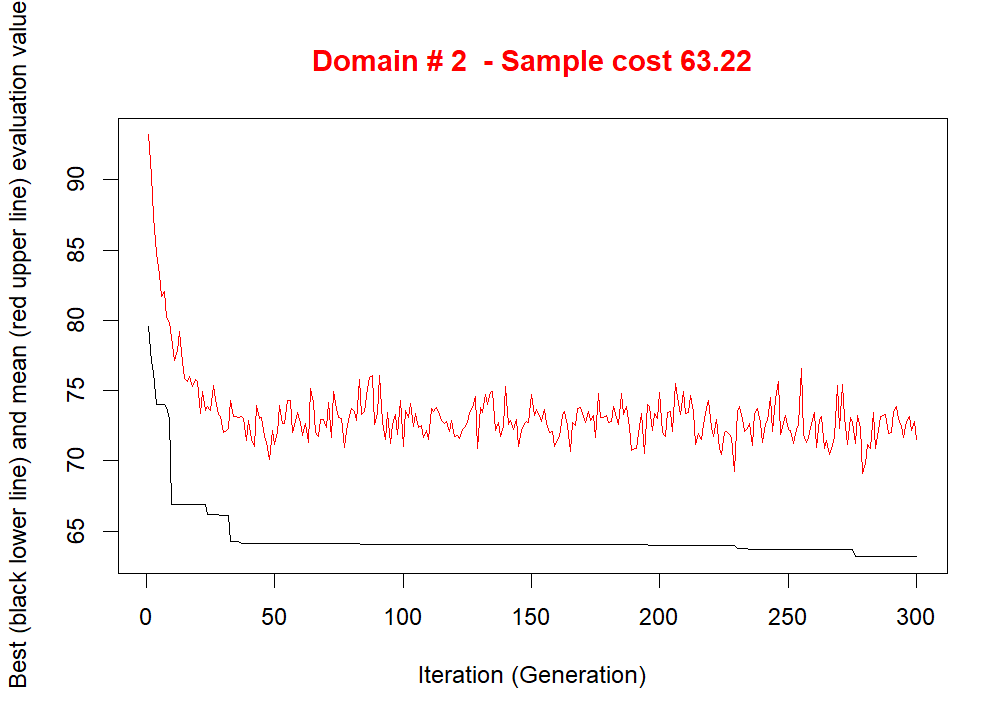 Domain # 2  - Sample cost 63.22
Best (black lower line) and mean (red upper line) evaluation value
90
85
80
75
70
65
0 50 100 150 200 250 300
Iteration (Generation)